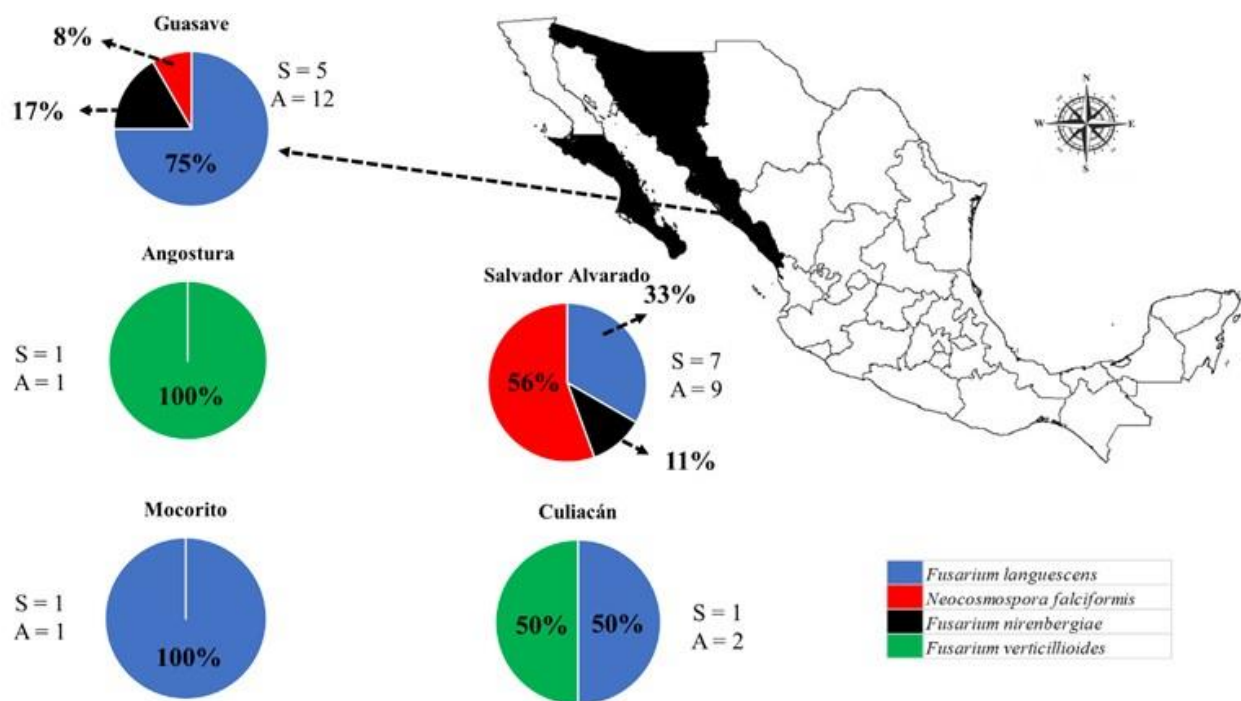 Guasave
8%
17%
75%
S = 5
A = 12
N
W
E
S
Angostura
S = 1
A = 1
100%
Salvador Alvarado
33%
56%
11%
S = 7
A = 9
Mocorito
S = 1
A = 1
100%
Culiacán
50%
50%
S = 1
A = 2
Fusarium languescens
Neocosmospora falciformis
Fusarium nirenbergiae
Fusarium verticillioides